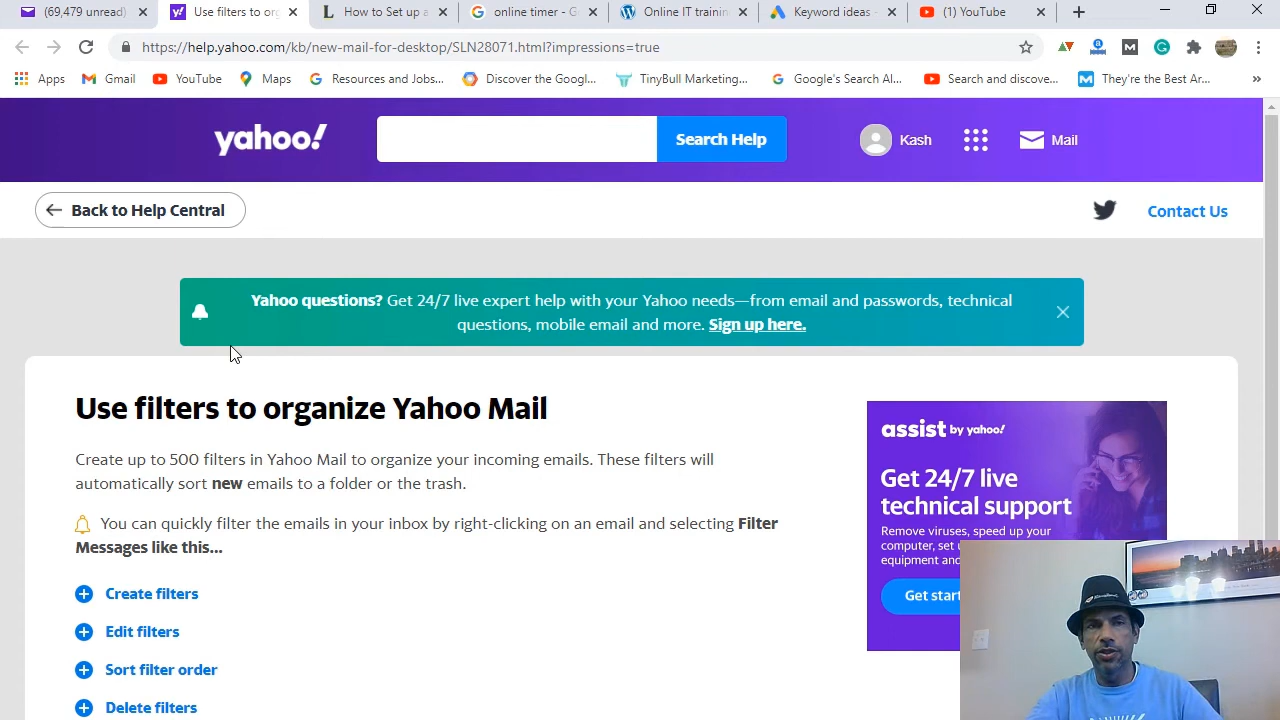 (69,479 unread)
Use filters to or
How to Set up a
online timer - G
Online IT trainin
Keyword ideas
(1) YouTube
https://help.yahoo.com/kb/new-mail-for-desktop/SLN28071.html?impressions=true
Apps
Gmail
YouTube
Maps
Resources and Jobs...
Discover the Googl...
TinyBull Marketing...
Google's Search Al...
Search and discove...
They're the Best Ar...
»
yahoo!
Search Help
Kash
Mail
Back to Help Central
Contact Us
Yahoo questions? Get 24/7 live expert help with your Yahoo needs—from email and passwords, technical
questions, mobile email and more. Sign up here.
Use filters to organize Yahoo Mail
Create up to 500 filters in Yahoo Mail to organize your incoming emails. These filters will
automatically sort new emails to a folder or the trash.
You can quickly filter the emails in your inbox by right-clicking on an email and selecting Filter
Messages like this...
Create filters
Edit filters
Sort filter order
Delete filters
assist by yahoo!
Get 24/7 live
technical support
Remove viruses, speed up your
computer, set
equipment and
Get start